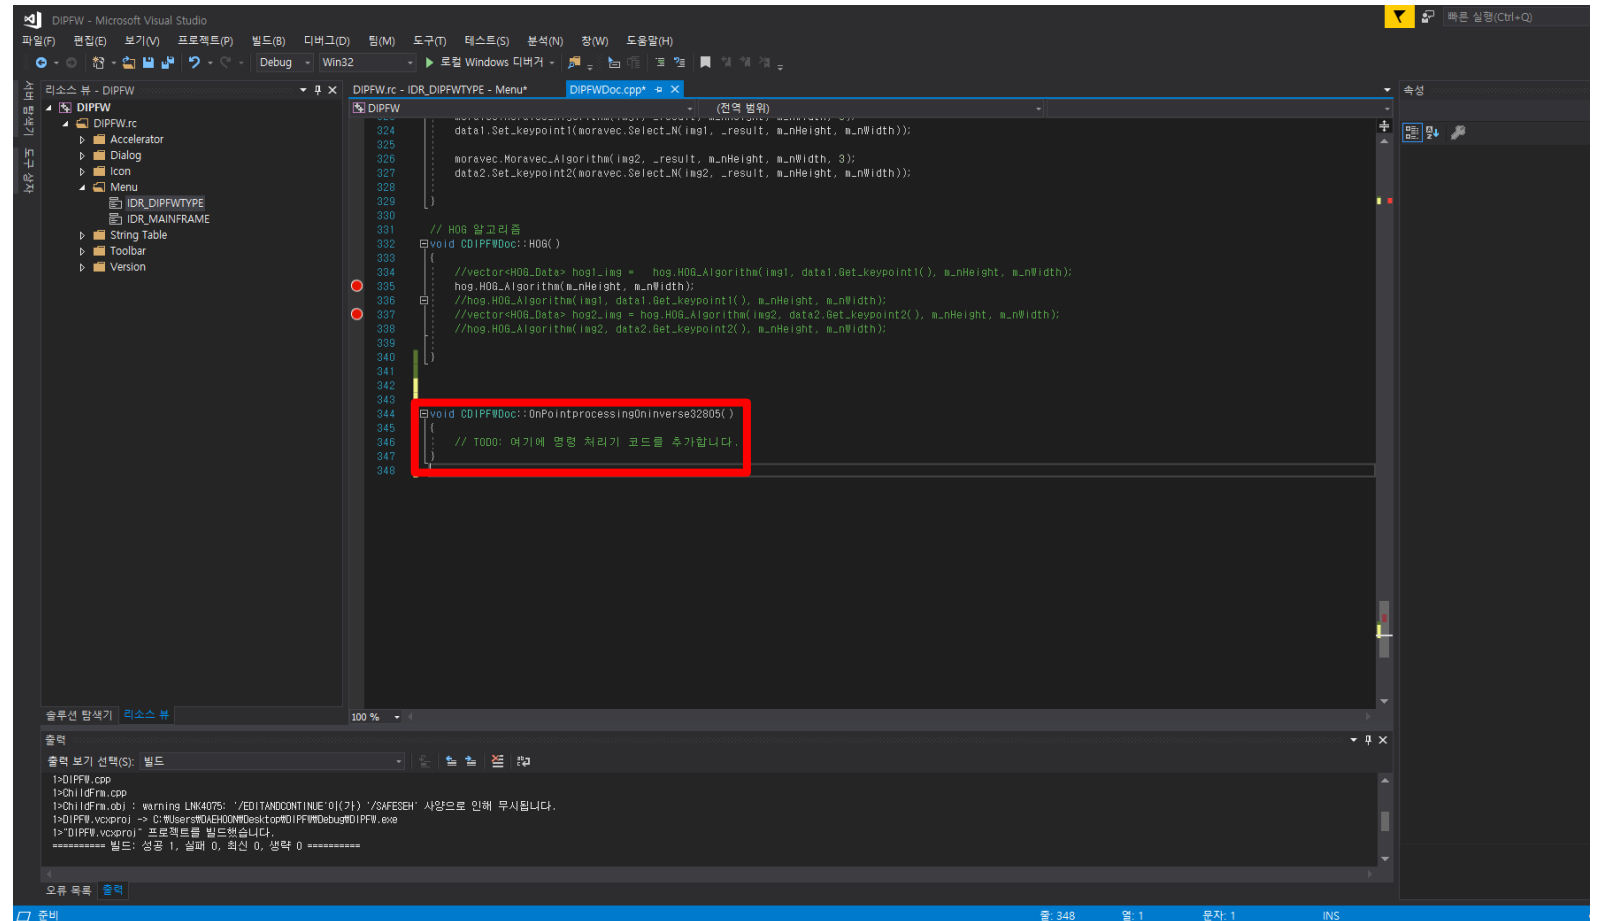 DIPFW - Microsoft Visual Studio
빠른 실행(Ctrl+Q)
파일(F) 편집(E) 보기(V) 프로젝트(P) 빌드(B) 디버그(D) 팀(M) 도구(T) 테스트(S) 분석(N) 창(W) 도움말(H)
Debug Win32 로컬 Windows 디버거
서버 탐색기
도구 상자
리소스 뷰 - DIPFW
DIPFW
DIPFW.rc
Accelerator
Dialog
Icon
Menu
IDR_DIPFWTYPE
IDR_MAINFRAME
String Table
Toolbar
Version
솔루션 탐색기 리소스 뷰
DIPFW.rc - IDR_DIPFWTYPE - Menu* DIPFWDoc.cpp*
DIPFW (전역 범위)
324 data1.Set_keypoint1(moravec.Select_N(img1, _result, m_nHeight, m_nWidth));
325
326 moravec.Moravec_Algorithm(img2, _result, m_nHeight, m_nWidth, 3);
327 data2.Set_keypoint2(moravec.Select_N(img2, _result, m_nHeight, m_nWidth));
328
329 }
330
331 // HOG 알고리즘
332 void CDIPFWDoc::HOG()
333 {
334 //vector<HOG_Data> hog1_img = hog.HOG_Algorithm(img1, data1.Get_keypoint1(), m_nHeight, m_nWidth);
335 hog.HOG_Algorithm(m_nHeight, m_nWidth);
336 //hog.HOG_Algorithm(img1, data1.Get_keypoint1(), m_nHeight, m_nWidth);
337 //vector<HOG_Data> hog2_img = hog.HOG_Algorithm(img2, data2.Get_keypoint2(), m_nHeight, m_nWidth);
338 //hog.HOG_Algorithm(img2, data2.Get_keypoint2(), m_nHeight, m_nWidth);
339
340 }
341
342
343
344 void CDIPFWDoc::OnPointprocessingOninverse32805()
345 {
346 // TODO: 여기에 명령 처리기 코드를 추가합니다.
347 }
348
100 %
속성
출력
출력 보기 선택(S): 빌드
1>DIPFW.cpp
1>ChildFrm.cpp
1>ChildFrm.obj : warning LNK4075: '/EDITANDCONTINUE'이(가) '/SAFESEH' 사양으로 인해 무시됩니다.
1>DIPFW.vcxproj -> C:\Users\DAEHOON\Desktop\DIPFW\Debug\DIPFW.exe
1>"DIPFW.vcxproj" 프로젝트를 빌드했습니다.
========== 빌드: 성공 1, 실패 0, 최신 0, 생략 0 ==========
오류 목록 출력
준비 줄: 348 열: 1 문자: 1 INS